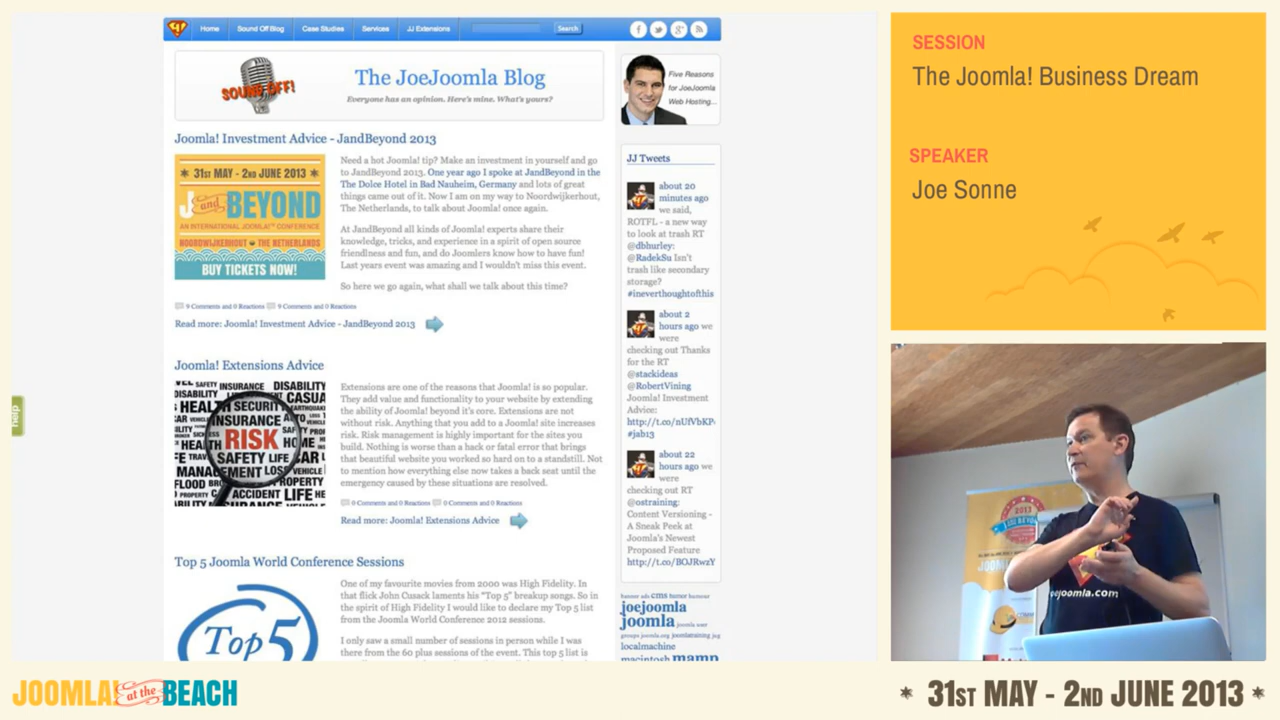 Home Sound Off Blog Case Studies Services JJ Extensions Search
SOUND OFF!
The JoeJoomla Blog
Everyone has an opinion. Here's mine. What's yours?
Joomla! Investment Advice - JandBeyond 2013
31ST MAY - 2ND JUNE 2013
J and BEYOND
AN INTERNATIONAL JOOMLA! CONFERENCE
NOORDWIJKERHOUT THE NETHERLANDS
BUY TICKETS NOW!
Need a hot Joomla! tip? Make an investment in yourself and go
to JandBeyond 2013. One year ago I spoke at JandBeyond in the
The Dolce Hotel in Bad Nauheim, Germany and lots of great
things came out of it. Now I am on my way to Noordwijkerhout,
The Netherlands, to talk about Joomla! once again.
At JandBeyond all kinds of Joomla! experts share their
knowledge, tricks, and experience in a spirit of open source
friendliness and fun, and do Joomlers know how to have fun!
Last years event was amazing and I wouldn't miss this event.
So here we go again, what shall we talk about this time?
9 Comments and 0 Reactions 9 Comments and 0 Reactions
Read more: Joomla! Investment Advice - JandBeyond 2013
Joomla! Extensions Advice
SAFETY INSURANCE DISABILITY
HEALTH SECURITY
INSURANCE AUTO
RISK HOME
SAFETY LIFE
MANAGEMENT LOSS VEHICLE
FLOOD
PROPERTY ACCIDENT LIFE HE
Extensions are one of the reasons that Joomla! is so popular.
They add value and functionality to your website by extending
the ability of Joomla! beyond it's core. Extensions are not
without risk. Anything that you add to a Joomla! site increases
risk. Risk management is highly important for the sites you
build. Nothing is worse than a hack or fatal error that brings
that beautiful website you worked so hard on to a standstill. Not
to mention how everything else now takes a back seat until the
emergency caused by these situations are resolved.
0 Comments and 0 Reactions 0 Comments and 0 Reactions
Read more: Joomla! Extensions Advice
Top 5 Joomla World Conference Sessions
Top 5
One of my favourite movies from 2000 was High Fidelity. In
that flick John Cusack laments his "Top 5" breakup songs. So in
the spirit of High Fidelity I would like to declare my Top 5 list
from the Joomla World Conference 2012 sessions.
I only saw a small number of sessions in person while I was
there from the 60 plus sessions of the event. This top 5 list is
Five Reasons
for JoeJoomla
Web Hosting...
JJ Tweets
about 20
minutes ago
we said,
ROTFL - a new way
to look at trash RT
@dbhurley:
@RadekSu Isn't
trash like secondary
storage?
#ineverthoughtofthis
about 2
hours ago we
were
checking out Thanks
for the RT
@stackideas
@RobertVining
Joomla! Investment
Advice:
http://t.co/nUfVbKP
#jab13
about 22
hours ago we
were
checking out RT
@ostraining:
Content Versioning -
A Sneak Peek at
Joomla's Newest
Proposed Feature
http://t.co/BOJRwzY
banner ads cms humor humour
joejoomla
joomla joomla user
groups joomla.org joomlatraining jug
localmachine
macintosh mamp
help
SESSION
The Joomla! Business Dream
SPEAKER
Joe Sonne
2013
joejoomla.com
JOOMLA! at the BEACH
31ST MAY - 2ND JUNE 2013